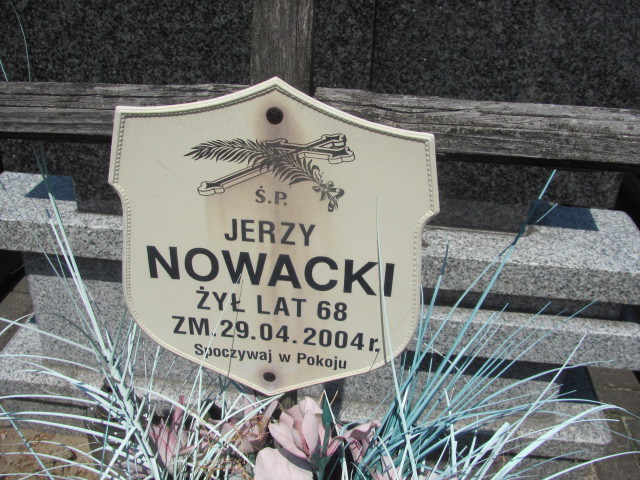 Ś.P.
JERZY
NOWACKI
ŻYŁ LAT 68
ZM.29.04.2004r.
Spoczywaj w Pokoju